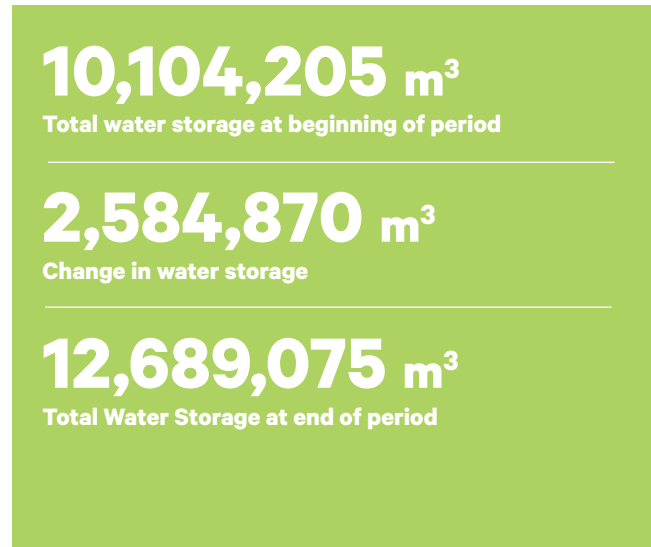 10,104,205 m³
Total water storage at beginning of period
2,584,870 m³
Change in water storage
12,689,075 m³
Total Water Storage at end of period